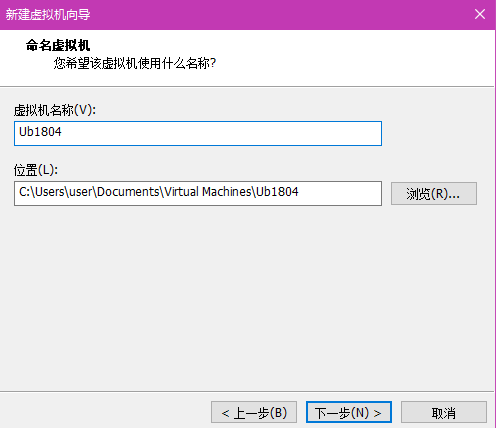 新建虚拟机向导
命名虚拟机
您希望该虚拟机使用什么名称?
虚拟机名称(V):
Ub1804
位置(L):
C:\Users\user\Documents\Virtual Machines\Ub1804
浏览(R)...
< 上一步(B)
下一步(N) >
取消